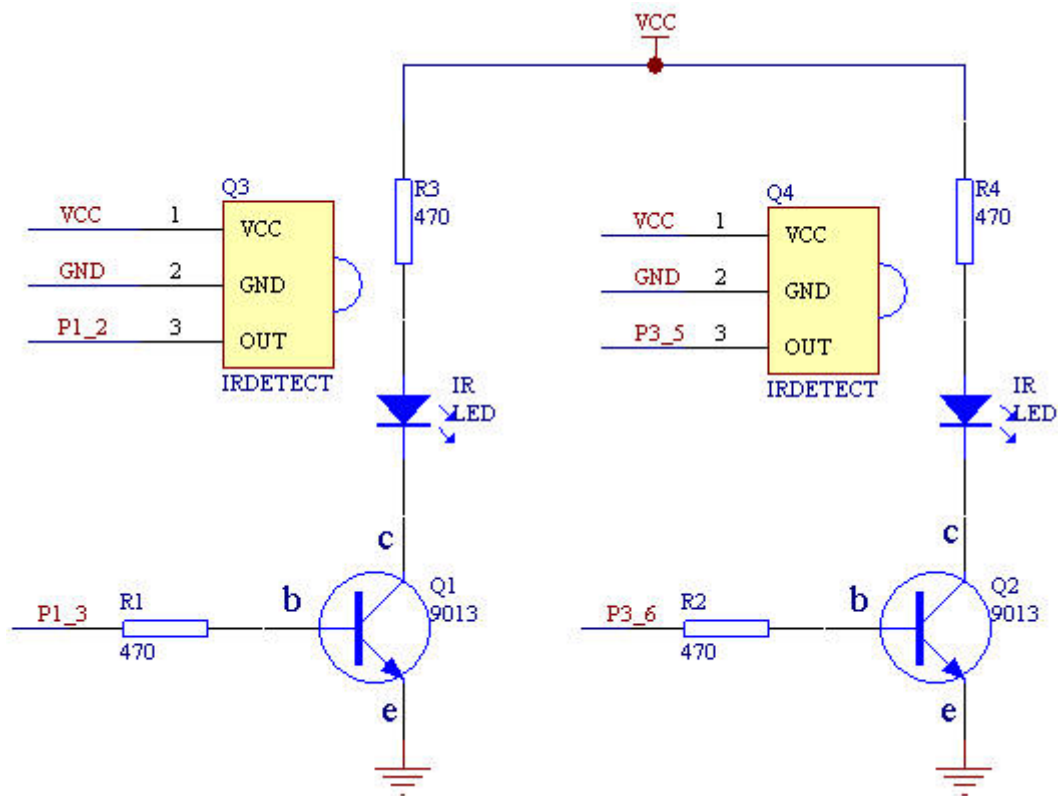 VCC
Q3
VCC 1 VCC
GND 2 GND
P1_2 3 OUT
IRDETECT
R3
470
IR
LED
c
b
Q1
9013
P1_3
R1
470
e
Q4
VCC 1 VCC
GND 2 GND
P3_5 3 OUT
IRDETECT
R4
470
IR
LED
c
b
Q2
9013
P3_6
R2
470
e